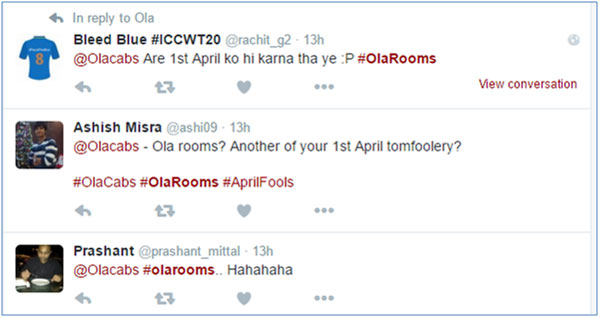 In reply to Ola
Bleed Blue #ICCWT20 @rachit_g2 · 13h
@Olacabs Are 1st April ko hi karna tha ye :P #OlaRooms
View conversation
Ashish Misra @ashi09 · 13h
@Olacabs - Ola rooms? Another of your 1st April tomfoolery?
#OlaCabs #OlaRooms #AprilFools
Prashant @prashant_mittal · 13h
@Olacabs #olarooms.. Hahahaha